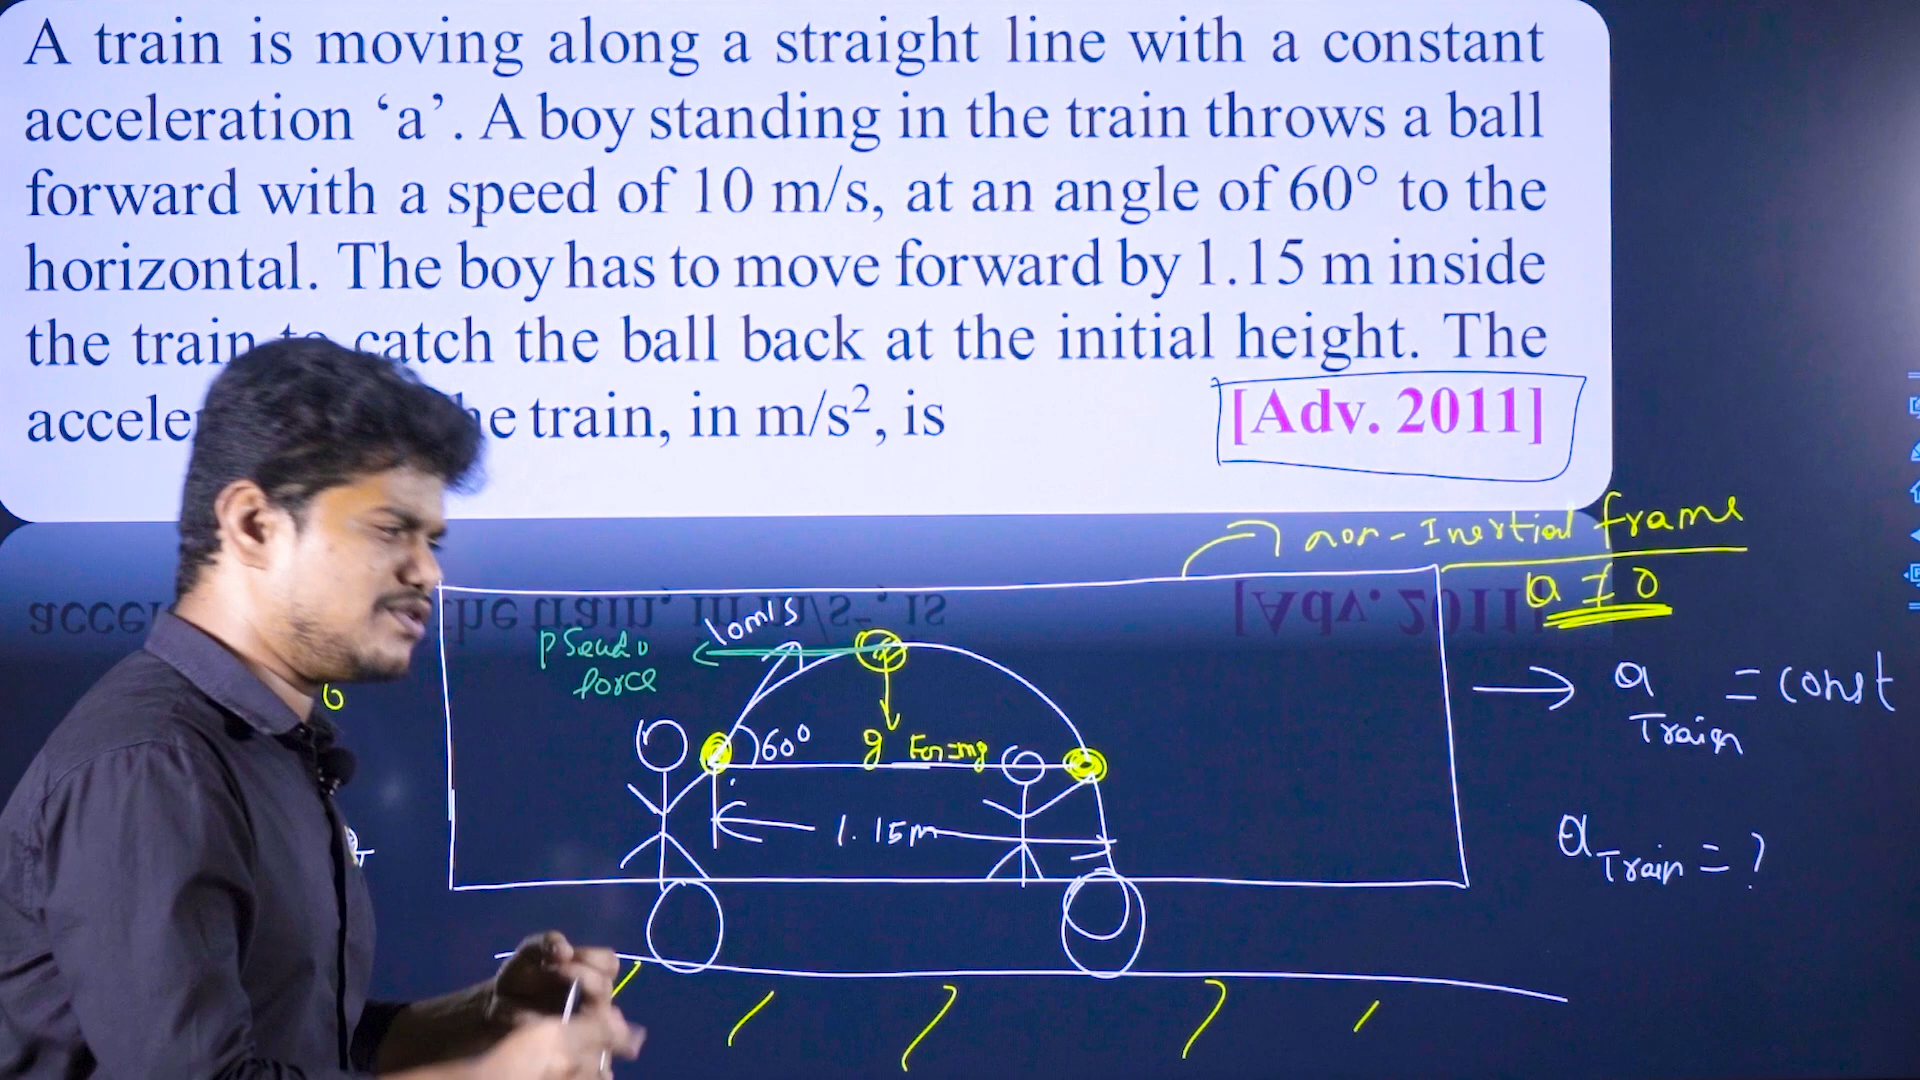 A train is moving along a straight line with a constant
acceleration ‘a’. A boy standing in the train throws a ball
forward with a speed of 10 m/s, at an angle of 60° to the
horizontal. The boy has to move forward by 1.15 m inside
the train catch the ball back at the initial height. The
accele he train, in m/s², is
[Adv. 2011]
non-Inertial frame
a ≠ 0
10m/s
Pseudo
force
60°
g
1.15m
→ a Train = const
a Train = ?